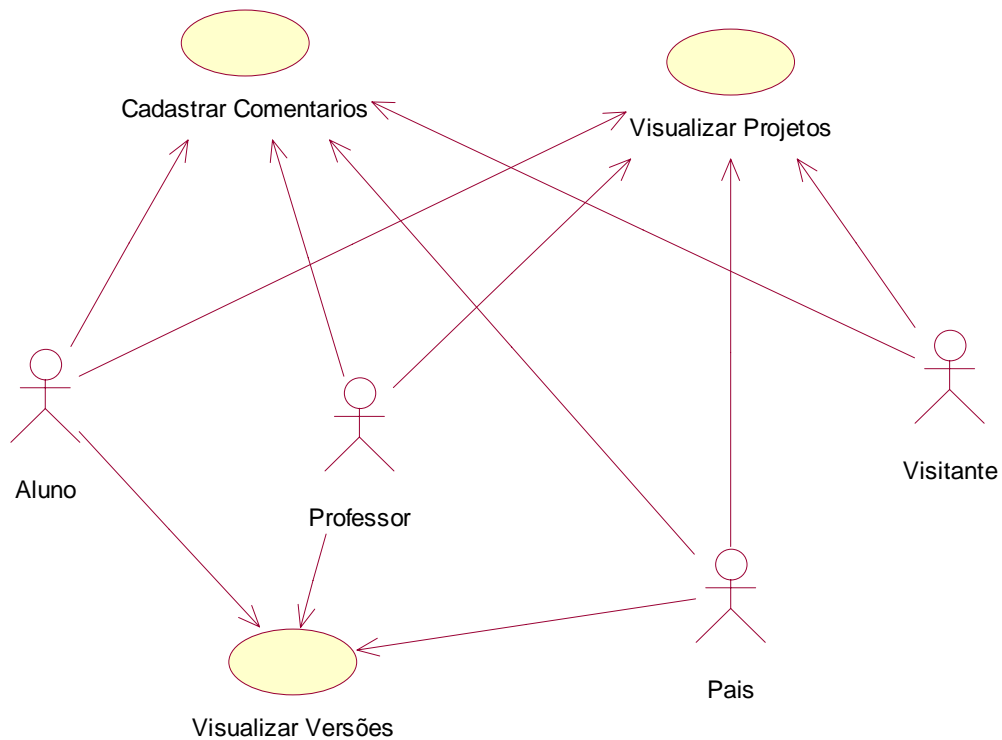 Cadastrar Comentarios
Visualizar Projetos
Aluno
Professor
Visitante
Pais
Visualizar Versões